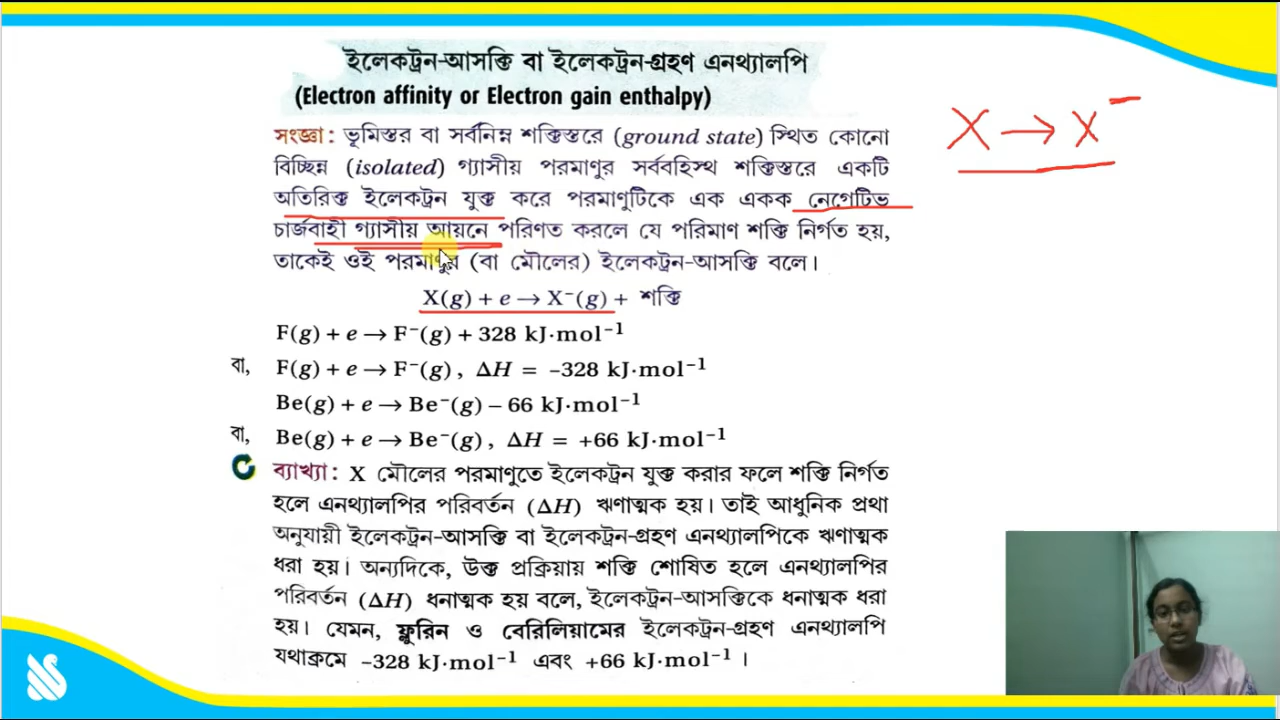 ইলেকট্রন-আসক্তি বা ইলেকট্রন-গ্রহণ এনথ্যালপি
(Electron affinity or Electron gain enthalpy)
X → X⁻
সংজ্ঞা : ভূমিস্তর বা সর্বনিম্ন শক্তিস্তরে (ground state) স্থিত কোনো
বিচ্ছিন্ন (isolated) গ্যাসীয় পরমাণুর সর্ববহিস্থ শক্তিস্তরে একটি
অতিরিক্ত ইলেকট্রন যুক্ত করে পরমাণুটিকে এক একক নেগেটিভ
চার্জবাহী গ্যাসীয় আয়নে পরিণত করলে যে পরিমাণ শক্তি নির্গত হয়,
তাকেই ওই পরমাণুর (বা মৌলের) ইলেকট্রন-আসক্তি বলে।
X(g) + e → X⁻(g) + শক্তি
F(g) + e → F⁻(g) + 328 kJ·mol⁻¹
বা, F(g) + e → F⁻(g), ΔH = –328 kJ·mol⁻¹
Be(g) + e → Be⁻(g) – 66 kJ·mol⁻¹
বা, Be(g) + e → Be⁻(g), ΔH = +66 kJ·mol⁻¹
ব্যাখ্যা : X মৌলের পরমাণুতে ইলেকট্রন যুক্ত করার ফলে শক্তি নির্গত
হলে এনথ্যালপির পরিবর্তন (ΔH) ঋণাত্মক হয়। তাই আধুনিক প্রথা
অনুযায়ী ইলেকট্রন-আসক্তি বা ইলেকট্রন-গ্রহণ এনথ্যালপিকে ঋণাত্মক
ধরা হয়। অন্যদিকে, উক্ত প্রক্রিয়ায় শক্তি শোষিত হলে এনথ্যালপির
পরিবর্তন (ΔH) ধনাত্মক হয় বলে, ইলেকট্রন-আসক্তিকে ধনাত্মক ধরা
হয়। যেমন, ফ্লুরিন ও বেরিলিয়ামের ইলেকট্রন-গ্রহণ এনথ্যালপি
যথাক্রমে –328 kJ·mol⁻¹ এবং +66 kJ·mol⁻¹ ।